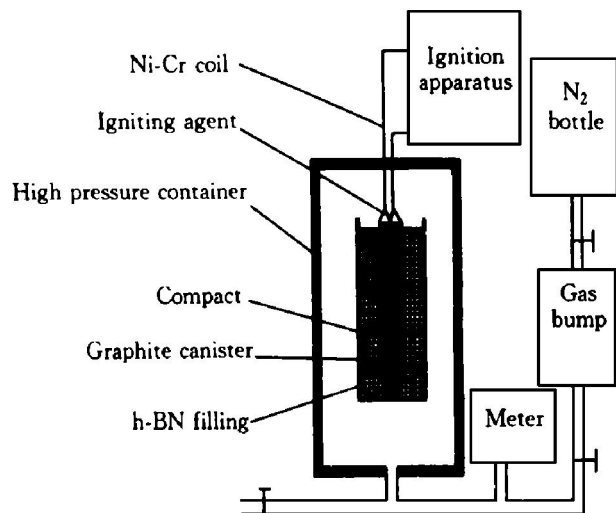 Ni-Cr coil
Igniting agent
High pressure container
Compact
Graphite canister
h-BN filling
Ignition
apparatus
N₂
bottle
Gas
bump
Meter